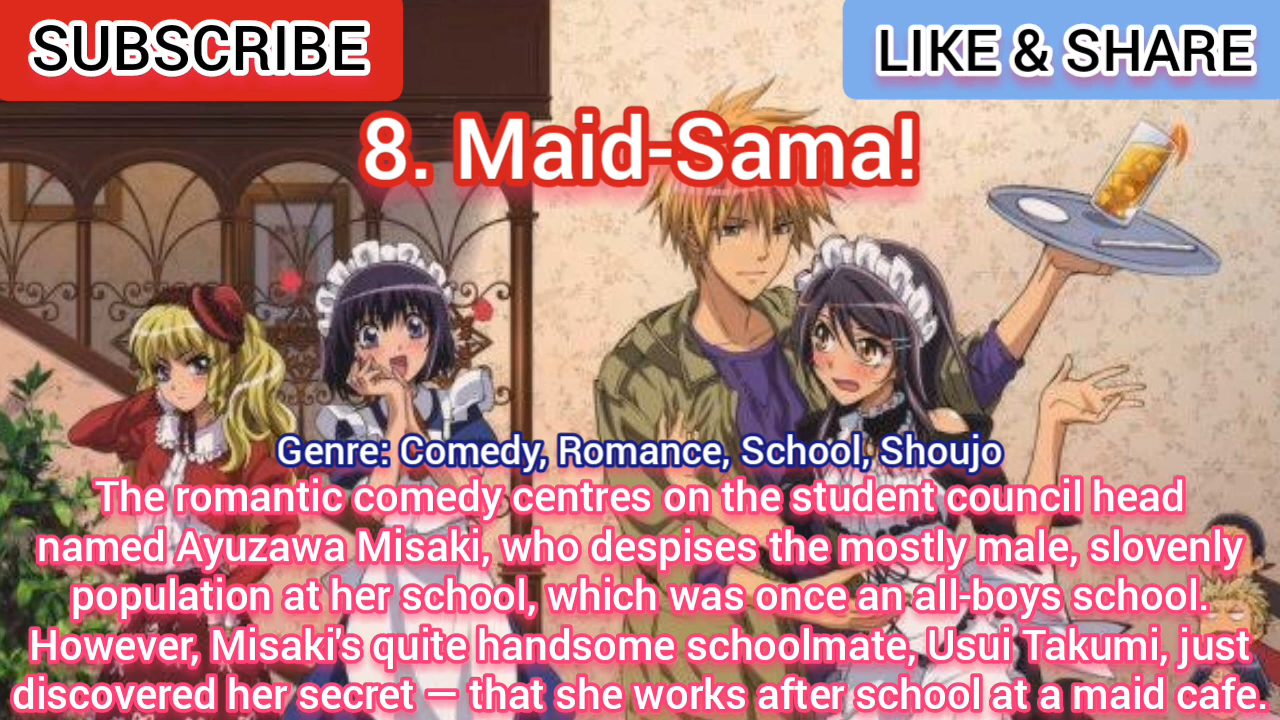 SUBSCRIBE
LIKE & SHARE
8. Maid-Sama!
Genre: Comedy, Romance, School, Shoujo
The romantic comedy centres on the student council head
named Ayuzawa Misaki, who despises the mostly male, slovenly
population at her school, which was once an all-boys school.
However, Misaki's quite handsome schoolmate, Usui Takumi, just
discovered her secret — that she works after school at a maid cafe.